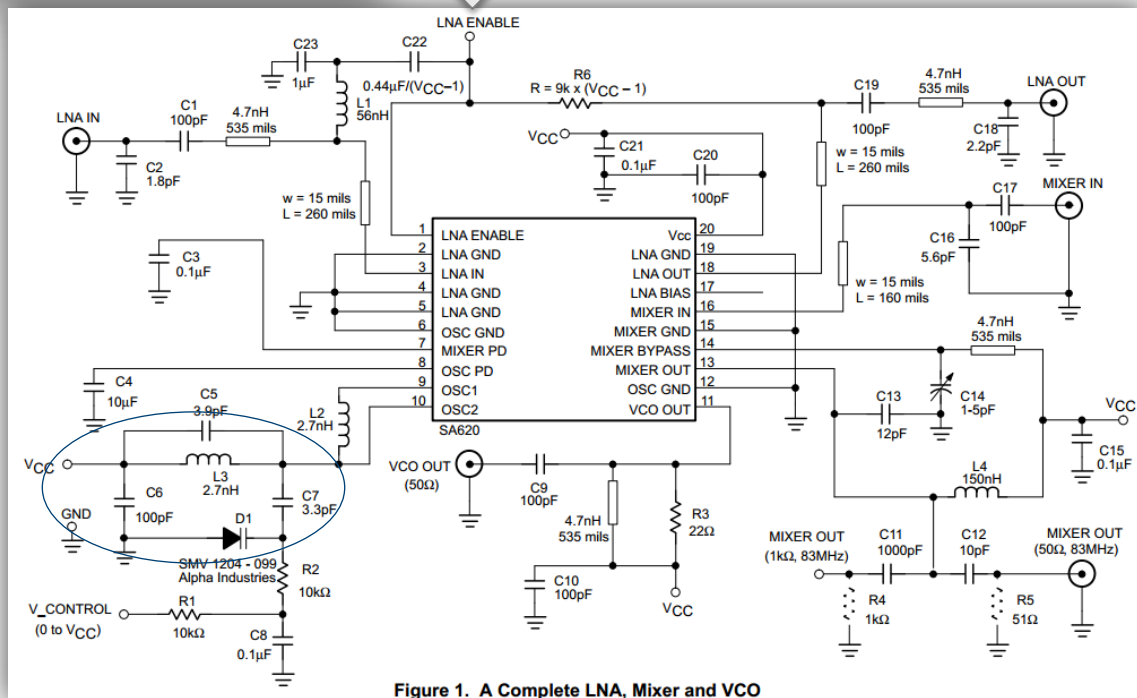 LNA ENABLE
C23
1μF
C22
0.44μF/(VCC–1)
L1
56nH
R6
R = 9k x (VCC – 1)
C19
100pF
4.7nH
535 mils
LNA OUT
C18
2.2pF
LNA IN
C1
100pF
4.7nH
535 mils
C2
1.8pF
VCC
C21
0.1μF
C20
100pF
w = 15 mils
L = 260 mils
w = 15 mils
L = 260 mils
C17
100pF
MIXER IN
C16
5.6pF
w = 15 mils
L = 160 mils
C3
0.1μF
1 LNA ENABLE
2 LNA GND
3 LNA IN
4 LNA GND
5 LNA GND
6 OSC GND
7 MIXER PD
8 OSC PD
9 OSC1
10 OSC2
Vcc 20
LNA GND 19
LNA OUT 18
LNA BIAS 17
MIXER IN 16
MIXER GND 15
MIXER BYPASS 14
MIXER OUT 13
OSC GND 12
VCO OUT 11
SA620
4.7nH
535 mils
C4
10μF
C5
3.9pF
L2
2.7nH
C13
12pF
C14
1-5pF
VCC
C15
0.1μF
VCC
L3
2.7nH
C6
100pF
C7
3.3pF
GND
D1
SMV 1204 - 099
Alpha Industries
R2
10kΩ
V_CONTROL
(0 to VCC)
R1
10kΩ
C8
0.1μF
VCO OUT
(50Ω)
C9
100pF
4.7nH
535 mils
R3
22Ω
C10
100pF
VCC
L4
150nH
MIXER OUT
(1kΩ, 83MHz)
C11
1000pF
C12
10pF
MIXER OUT
(50Ω, 83MHz)
R4
1kΩ
R5
51Ω
Figure 1. A Complete LNA, Mixer and VCO